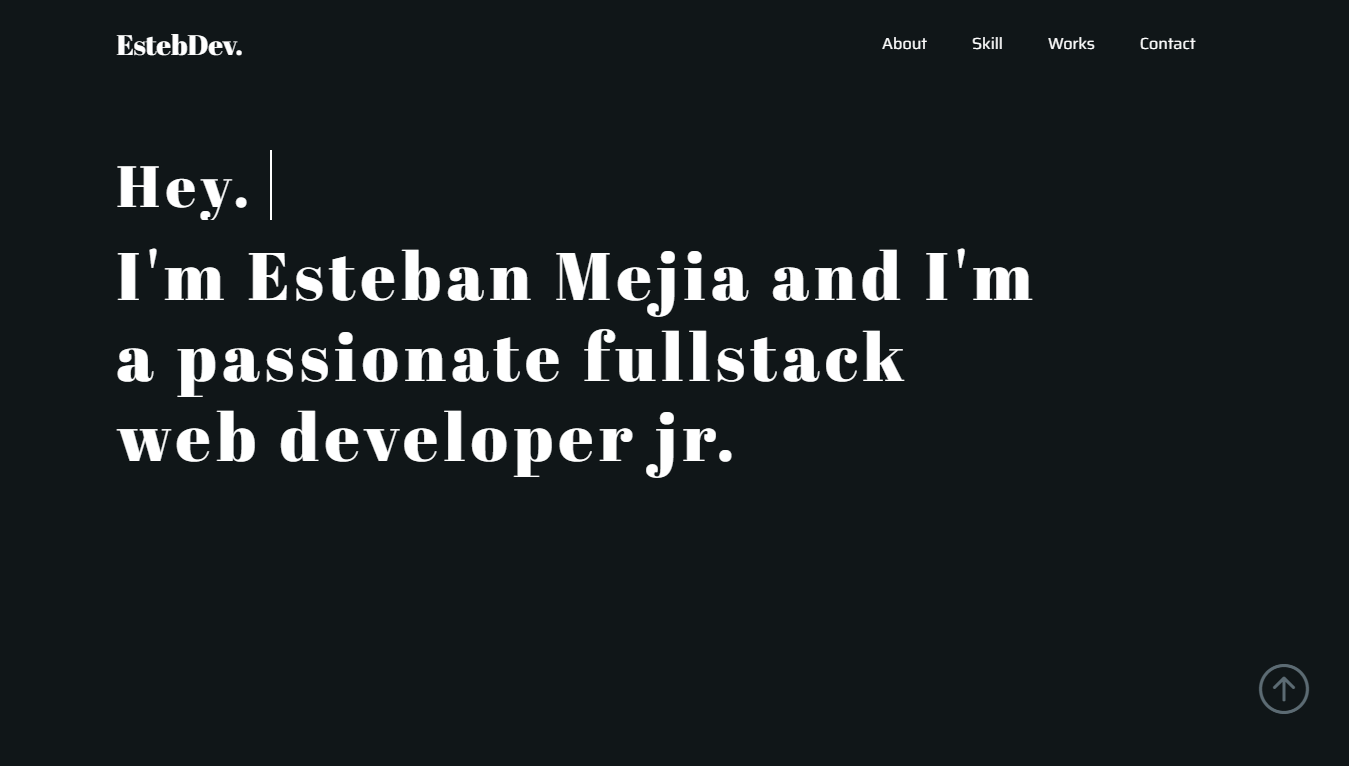 EstebDev.
About Skill Works Contact
Hey.
I'm Esteban Mejia and I'm
a passionate fullstack
web developer jr.